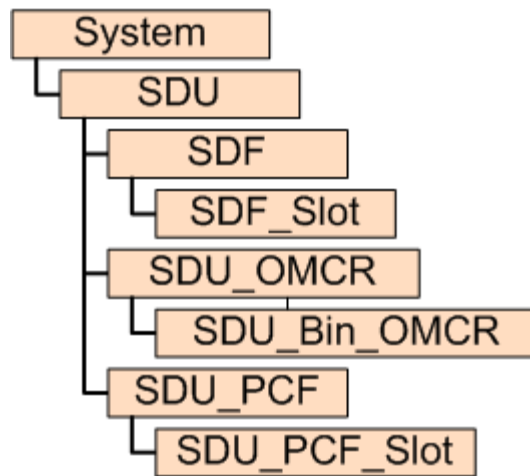 System
SDU
SDF
SDF_Slot
SDU_OMCR
SDU_Bin_OMCR
SDU_PCF
SDU_PCF_Slot